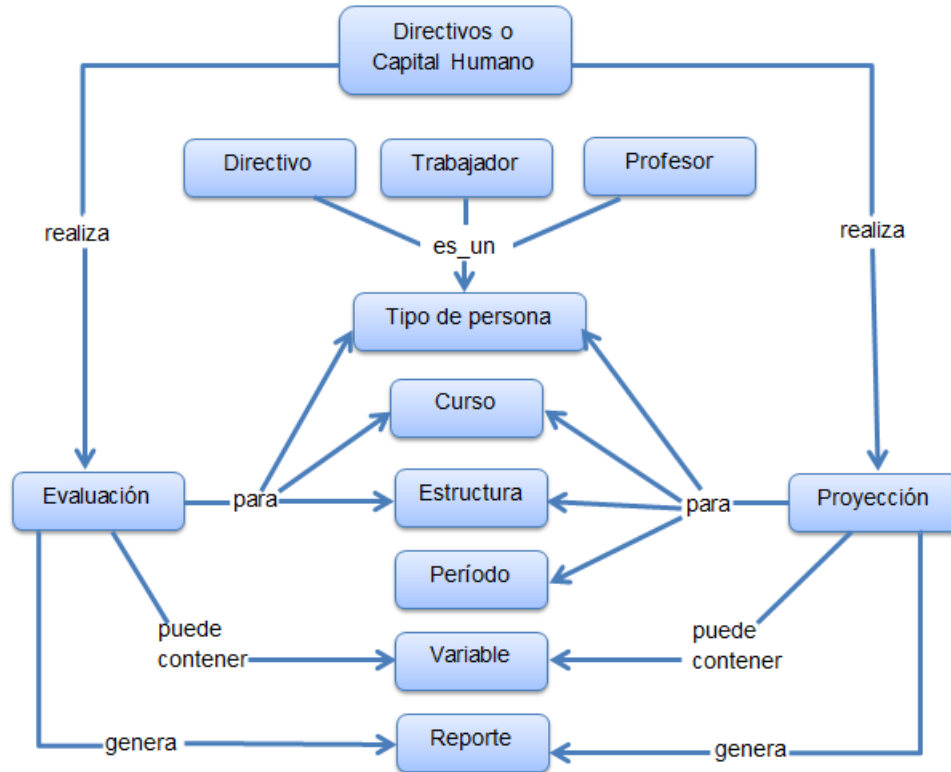 Directivos o
Capital Humano
Directivo
Trabajador
Profesor
realiza
es_un
realiza
Tipo de persona
Curso
Evaluación
para
Estructura
para
Proyección
Período
puede
contener
Variable
puede
contener
genera
Reporte
genera